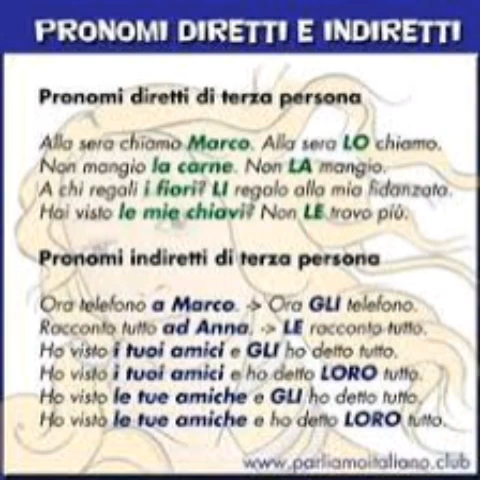 PRONOMI DIRETTI E INDIRETTI
Pronomi diretti di terza persona
Alla sera chiamo Marco. Alla sera LO chiamo.
Non mangio la carne. Non LA mangio.
A chi regali i fiori? LI regalo alla mia fidanzata.
Hai visto le mie chiavi? Non LE trovo più.
Pronomi indiretti di terza persona
Ora telefono a Marco. -> Ora GLI telefono.
Racconto tutto ad Anna. -> LE racconto tutto.
Ho visto i tuoi amici e GLI ho detto tutto.
Ho visto i tuoi amici e ho detto LORO tutto.
Ho visto le tue amiche e GLI ho detto tutto.
Ho visto le tue amiche e ho detto LORO tutto.
www.parliamoitaliano.club